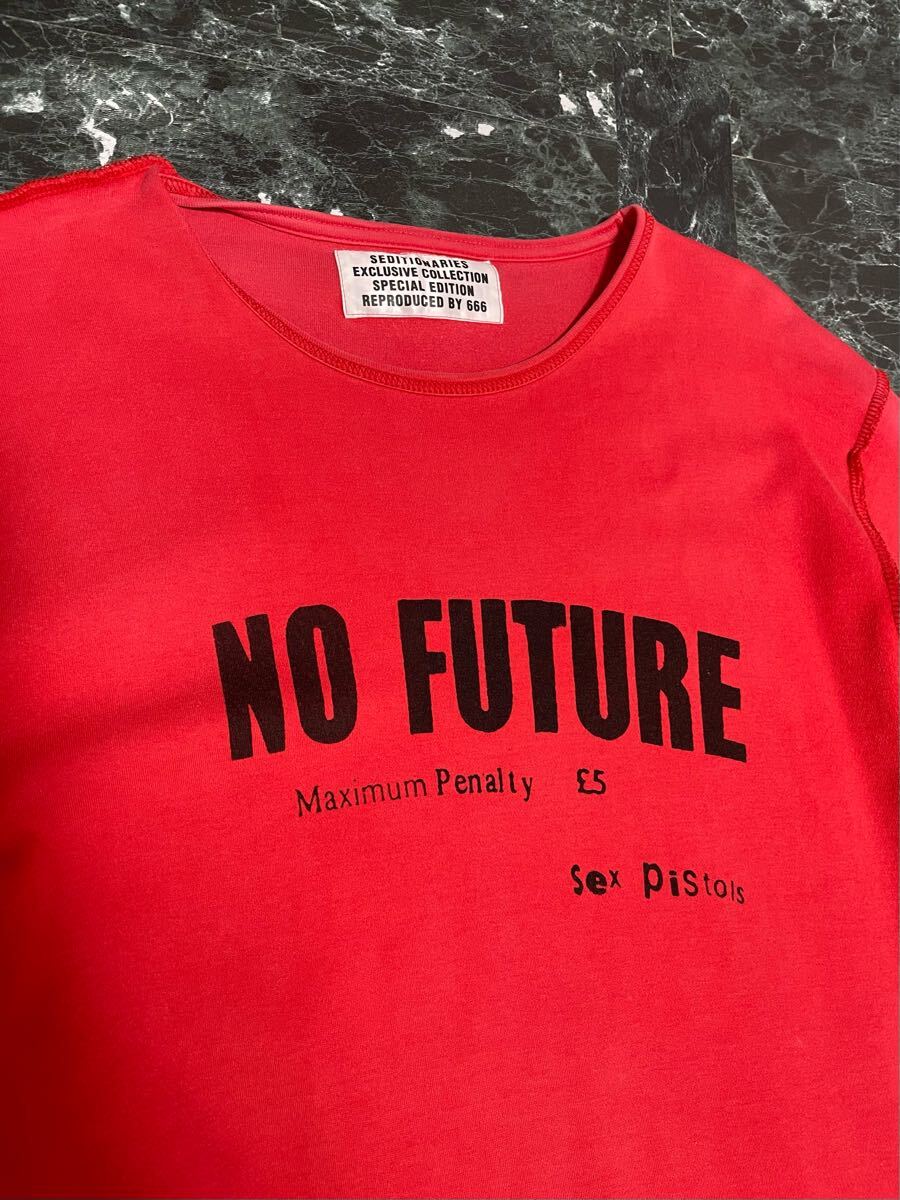 SEDITIONARIES
EXCLUSIVE COLLECTION
SPECIAL EDITION
REPRODUCED BY 666
NO FUTURE
Maximum Penalty £5
Sex PiStols